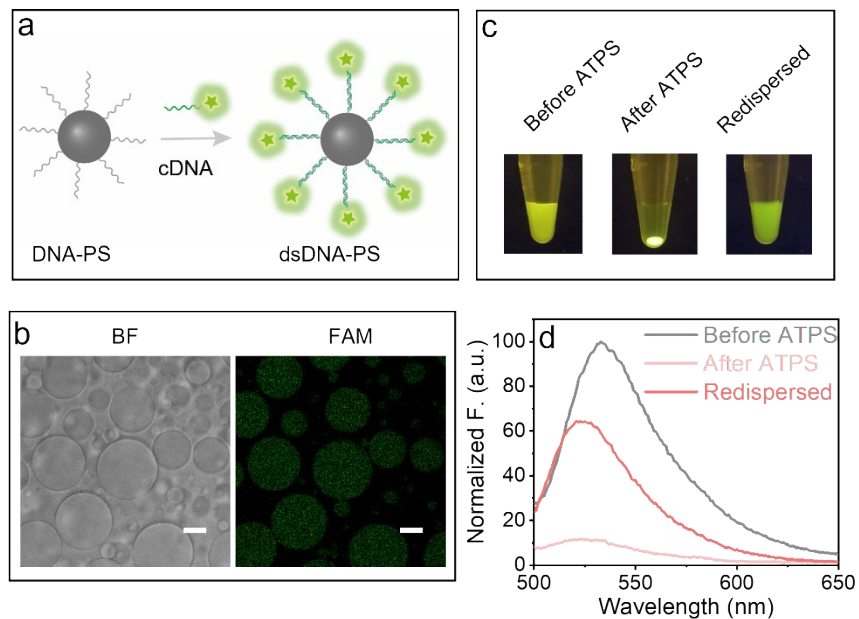 a
cDNA
DNA-PS
dsDNA-PS
c
Before ATPS
After ATPS
Redispersed
b
BF
FAM
d
Before ATPS
After ATPS
Redispersed
Normalized F. (a.u.)
100
80
60
40
20
0
500
550
600
650
Wavelength (nm)